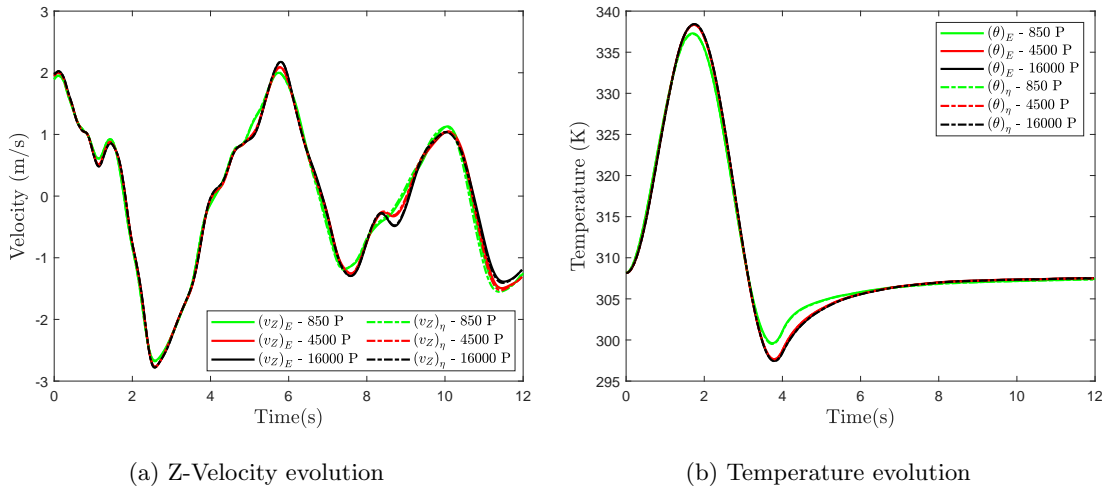 3
2
1
0
-1
-2
-3
Velocity (m/s)
0 2 4 6 8 10 12
Time(s)
(v_Z)_E - 850 P
(v_Z)_E - 4500 P
(v_Z)_E - 16000 P
(v_Z)_η - 850 P
(v_Z)_η - 4500 P
(v_Z)_η - 16000 P
(a) Z-Velocity evolution
340
335
330
325
320
315
310
305
300
295
Temperature (K)
0 2 4 6 8 10 12
Time(s)
(θ)_E - 850 P
(θ)_E - 4500 P
(θ)_E - 16000 P
(θ)_η - 850 P
(θ)_η - 4500 P
(θ)_η - 16000 P
(b) Temperature evolution